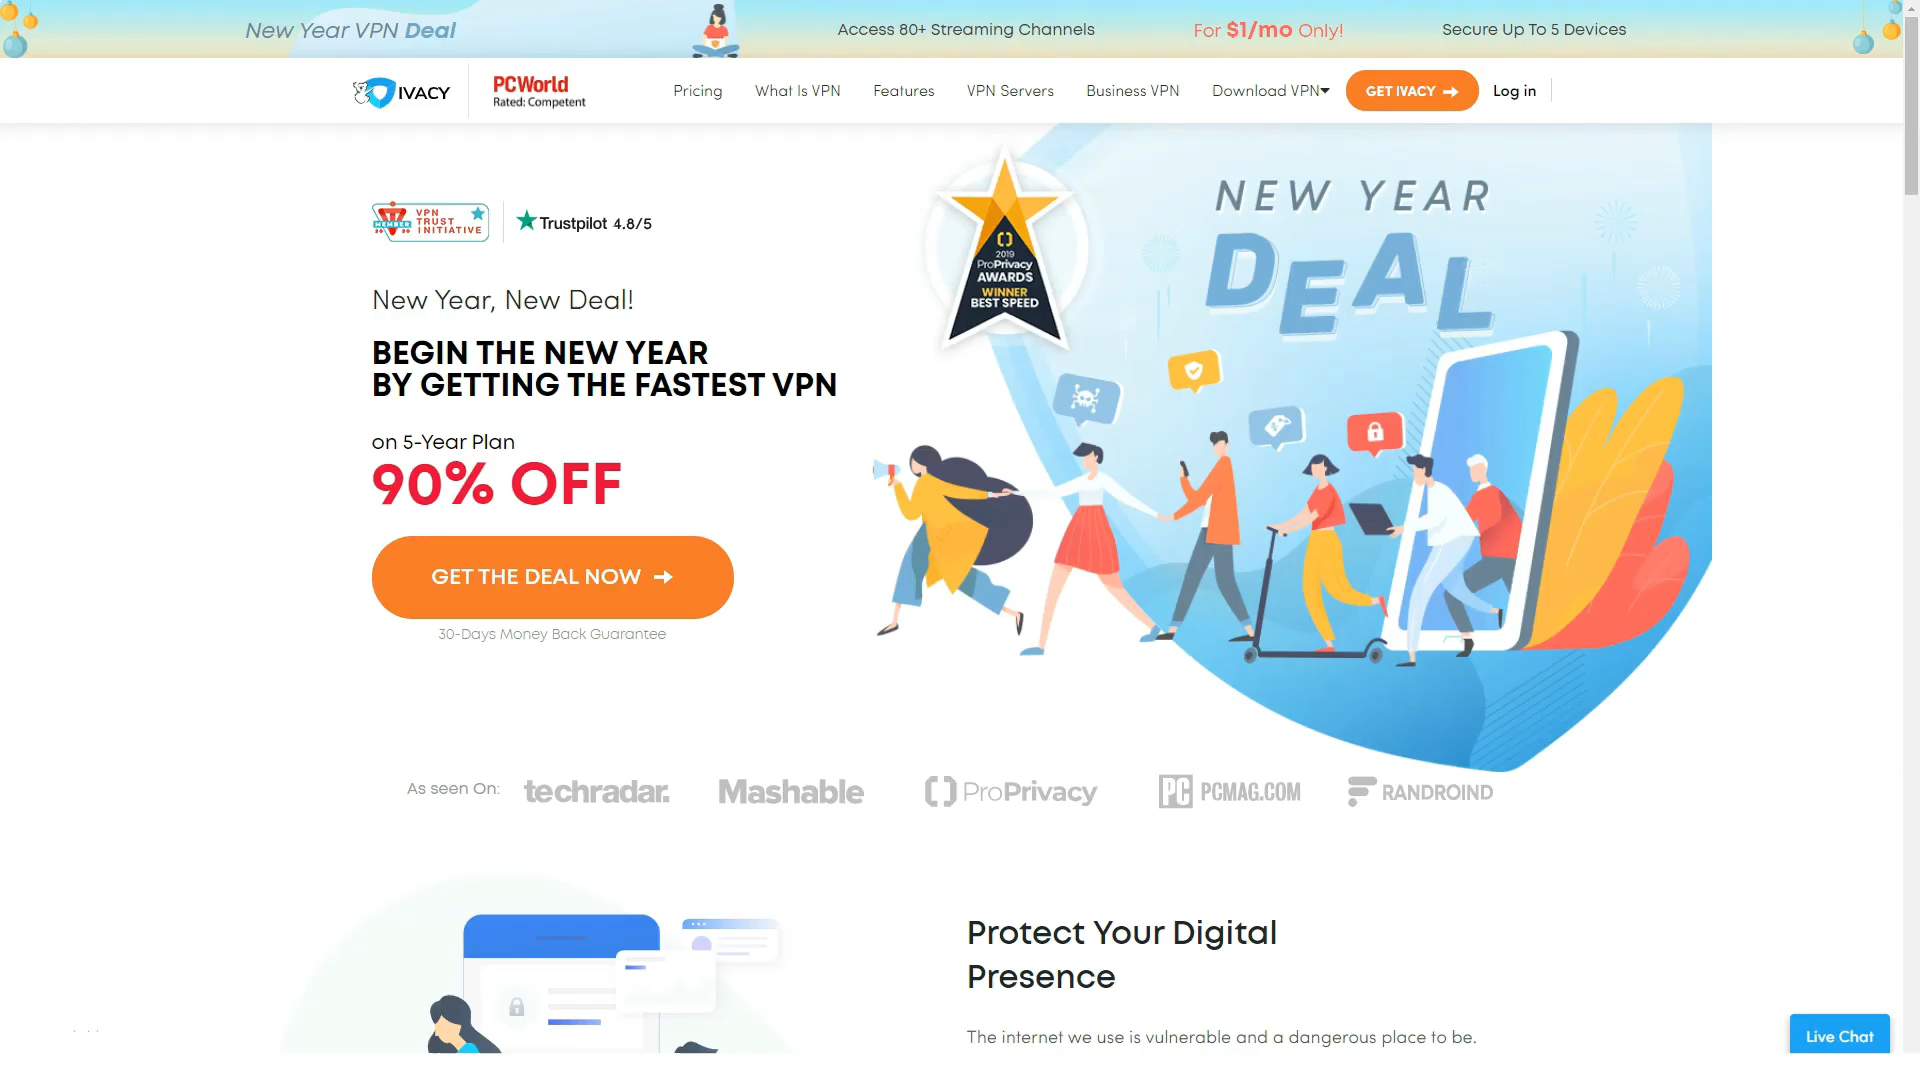 New Year VPN Deal
Access 80+ Streaming Channels
For $1/mo Only!
Secure Up To 5 Devices
IVACY
PCWorld
Rated: Competent
Pricing
What Is VPN
Features
VPN Servers
Business VPN
Download VPN
GET IVACY
Log in
MEMBER
2020
VPN
TRUST
INITIATIVE
Trustpilot 4.8/5
New Year, New Deal!
BEGIN THE NEW YEAR
BY GETTING THE FASTEST VPN
on 5-Year Plan
90% OFF
GET THE DEAL NOW
30-Days Money Back Guarantee
2019
ProPrivacy
AWARDS
WINNER
BEST SPEED
NEW YEAR
DEAL
As seen On:
techradar.
Mashable
ProPrivacy
PC PCMAG.COM
RANDROIND
Protect Your Digital
Presence
The internet we use is vulnerable and a dangerous place to be.
Live Chat